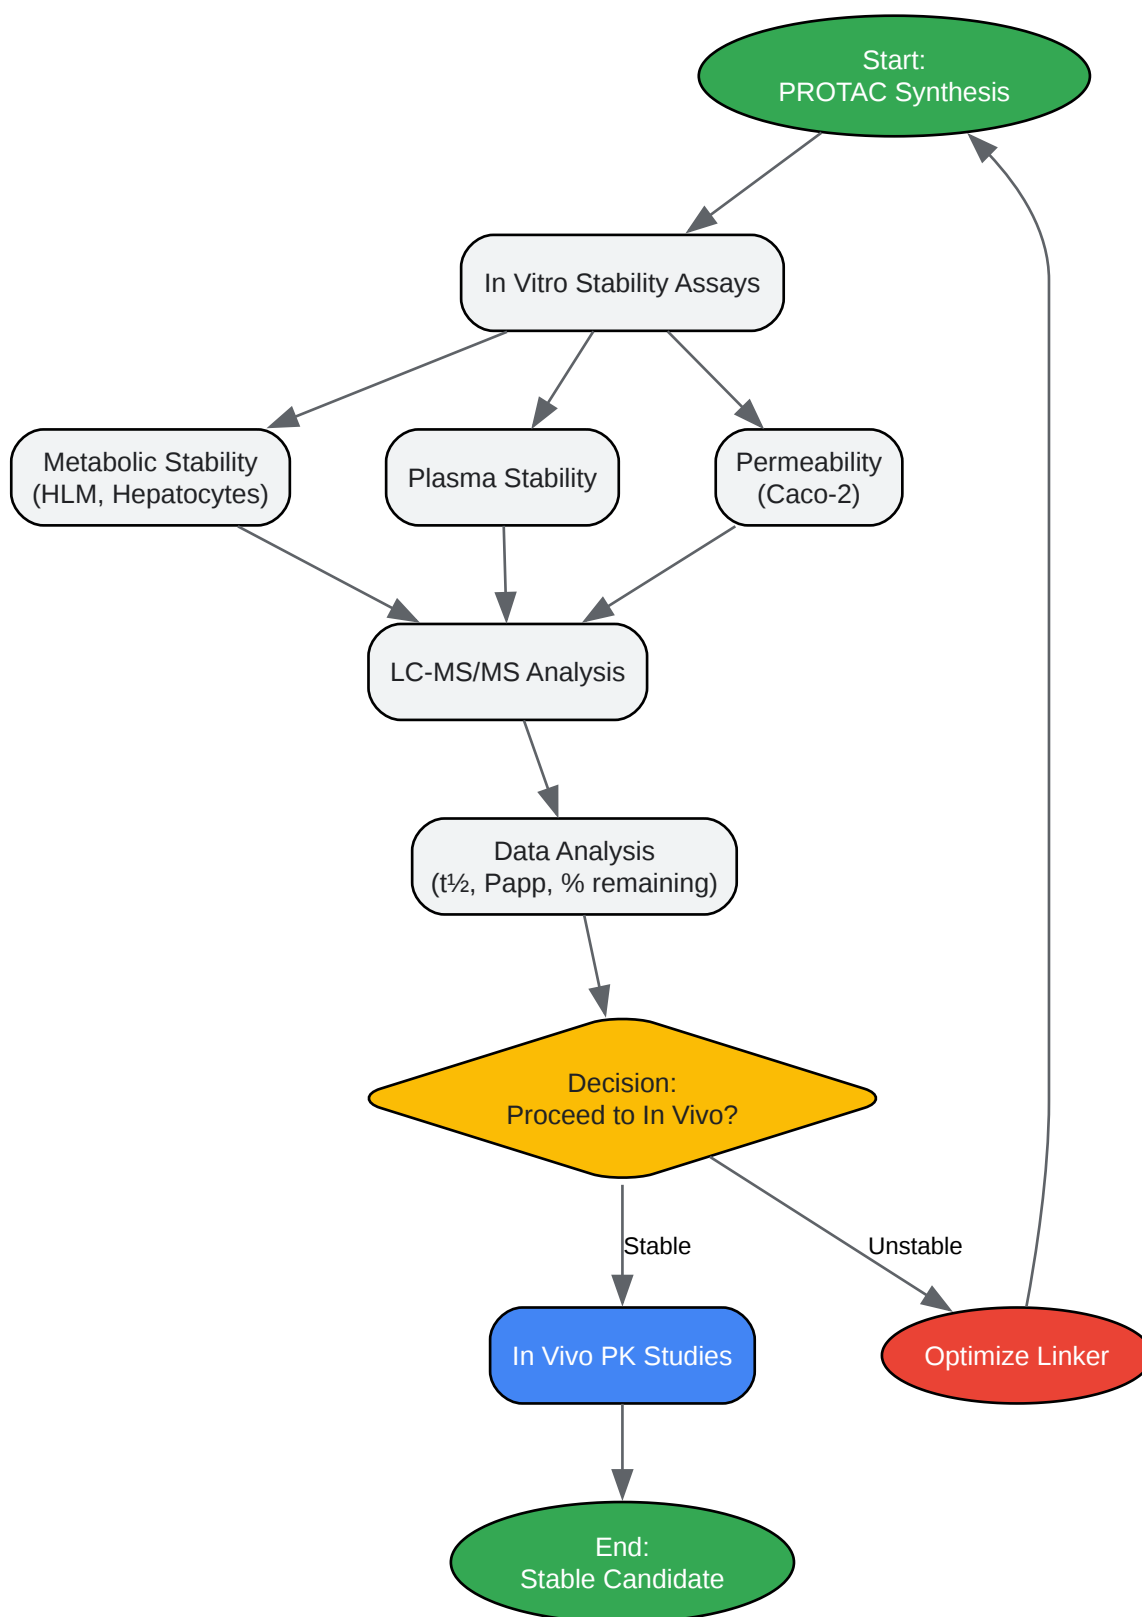 Start:
PROTAC Synthesis
In Vitro Stability Assays
Metabolic Stability
(HLM, Hepatocytes)
Plasma Stability
Permeability
(Caco-2)
LC-MS/MS Analysis
Data Analysis
(t½, Papp, % remaining)
Decision:
Proceed to In Vivo?
Stable
Unstable
In Vivo PK Studies
Optimize Linker
End:
Stable Candidate